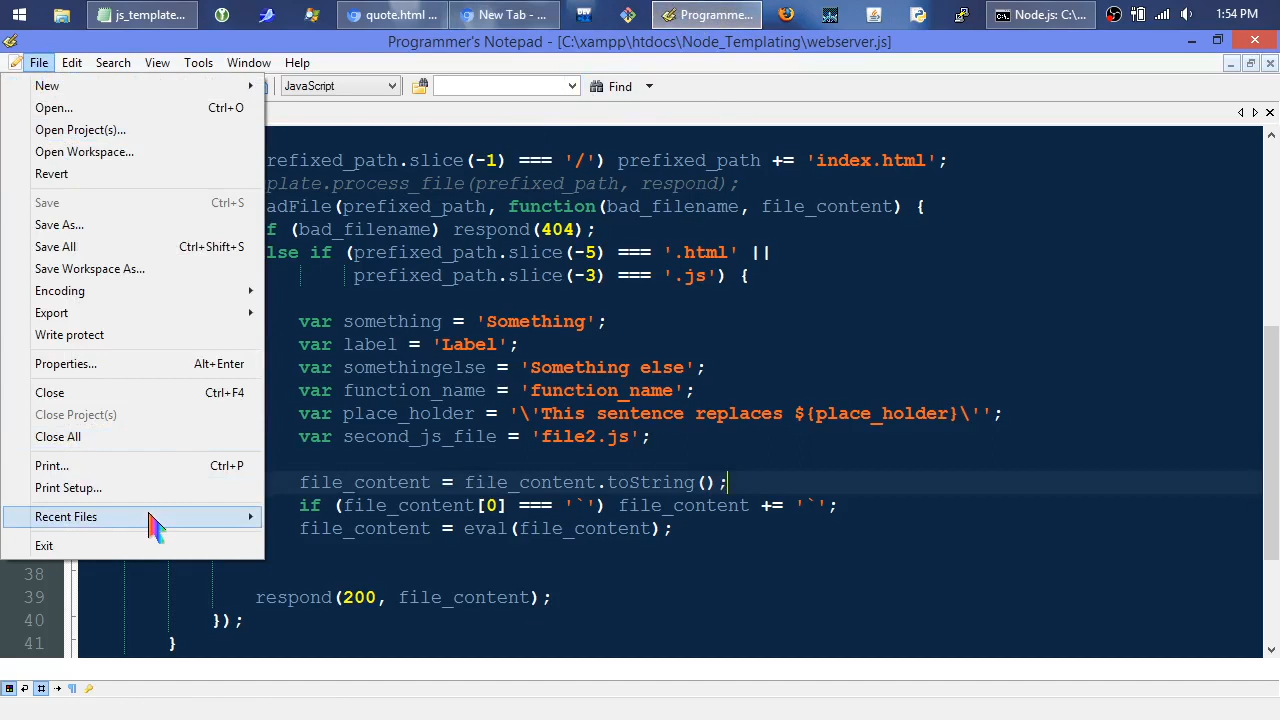 js_template...
quote.html ...
New Tab - ...
Programme...
Node.js: C:\...
1:54 PM
Programmer's Notepad - [C:\xampp\htdocs\Node_Templating\webserver.js]
File Edit Search View Tools Window Help
JavaScript Find
New
Open... Ctrl+O
Open Project(s)...
Open Workspace...
Revert
Save Ctrl+S
Save As...
Save All Ctrl+Shift+S
Save Workspace As...
Encoding
Export
Write protect
Properties... Alt+Enter
Close Ctrl+F4
Close Project(s)
Close All
Print... Ctrl+P
Print Setup...
Recent Files
Exit
refixed_path.slice(-1) === '/') prefixed_path += 'index.html';
plate.process_file(prefixed_path, respond);
adFile(prefixed_path, function(bad_filename, file_content) {
f (bad_filename) respond(404);
lse if (prefixed_path.slice(-5) === '.html' ||
prefixed_path.slice(-3) === '.js') {
var something = 'Something';
var label = 'Label';
var somethingelse = 'Something else';
var function_name = 'function_name';
var place_holder = '\'This sentence replaces ${place_holder}\'';
var second_js_file = 'file2.js';
file_content = file_content.toString();
if (file_content[0] === '`') file_content += '`';
file_content = eval(file_content);
38
39 respond(200, file_content);
40 });
41 }